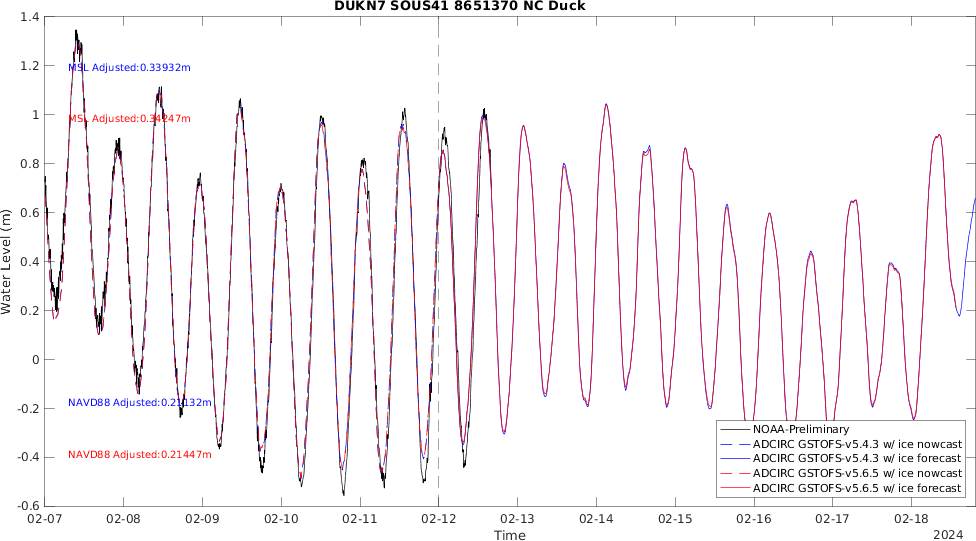 DUKN7 SOUS41 8651370 NC Duck
1.4
1.2
1
0.8
0.6
0.4
0.2
0
-0.2
-0.4
-0.6
Water Level (m)
MSL Adjusted:0.33932m
MSL Adjusted:0.34247m
NAVD88 Adjusted:0.21132m
NAVD88 Adjusted:0.21447m
NOAA-Preliminary
ADCIRC GSTOFS-v5.4.3 w/ ice nowcast
ADCIRC GSTOFS-v5.4.3 w/ ice forecast
ADCIRC GSTOFS-v5.6.5 w/ ice nowcast
ADCIRC GSTOFS-v5.6.5 w/ ice forecast
02-07 02-08 02-09 02-10 02-11 02-12 02-13 02-14 02-15 02-16 02-17 02-18
Time
2024